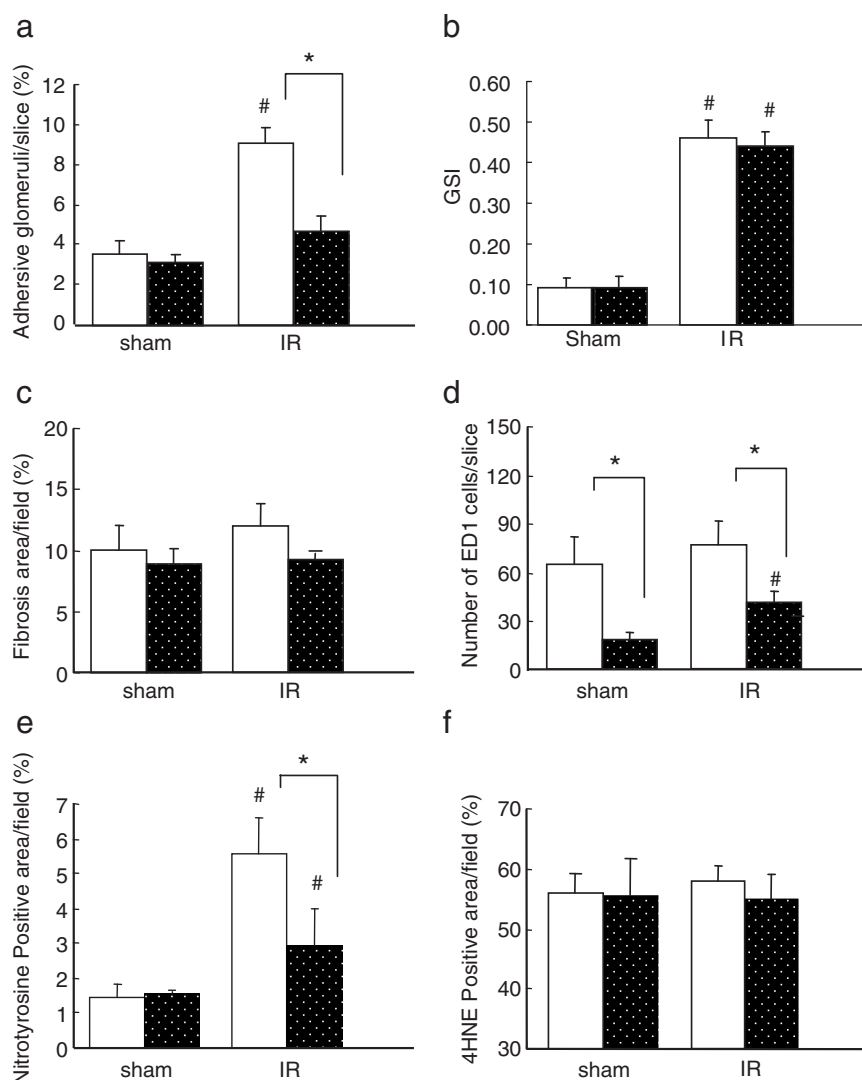 a
Adhersive glomeruli/slice (%)
12
10
8
6
4
2
0
#
*
sham
IR
b
GSI
0.60
0.50
0.40
0.30
0.20
0.10
0.00
#
#
Sham
IR
c
Fibrosis area/field (%)
20
15
10
5
0
sham
IR
d
Number of ED1 cells/slice
150
120
90
60
30
0
*
*
#
sham
IR
e
Nitrotyrosine Positive area/field (%)
7
6
5
4
3
2
1
0
#
*
#
sham
IR
f
4HNE Positive area/field (%)
70
60
50
40
30
sham
IR